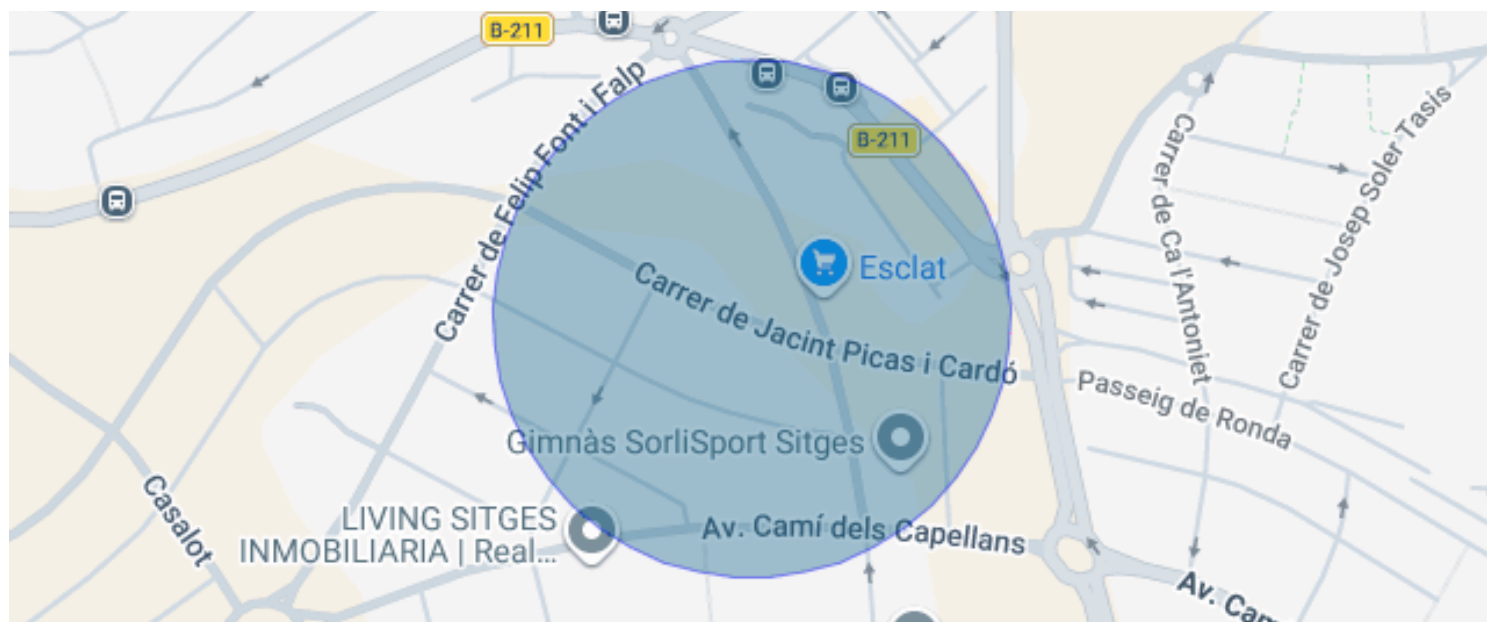 B-211
Carrer de Felip Font i Falp
B-211
Carrer de Ca l'Antoniet
Carrer de Josep Soler Tasis
Esclat
Carrer de Jacint Picas i Cardó
Passeig de Ronda
Gimnàs SorliSport Sitges
Casalot
LIVING SITGES
INMOBILIARIA | Real...
Av. Camí dels Capellans
Av. Cam